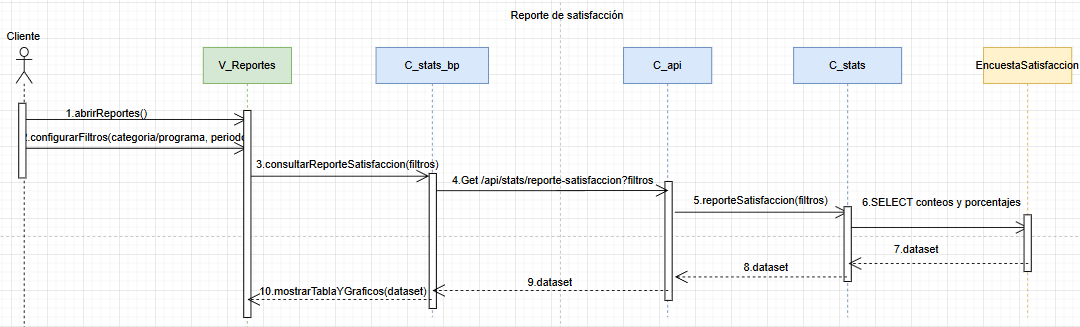 Reporte de satisfacción
Cliente
V_Reportes
C_stats_bp
C_api
C_stats
EncuestaSatisfaccion
1.abrirReportes()
2.configurarFiltros(categoria/programa, periodo
3.consultarReporteSatisfaccion(filtros)
4.Get /api/stats/reporte-satisfaccion?filtros
5.reporteSatisfaccion(filtros)
6.SELECT conteos y porcentajes
7.dataset
8.dataset
9.dataset
10.mostrarTablaYGraficos(dataset)